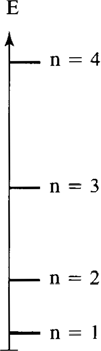 E
n = 4
n = 3
n = 2
n = 1